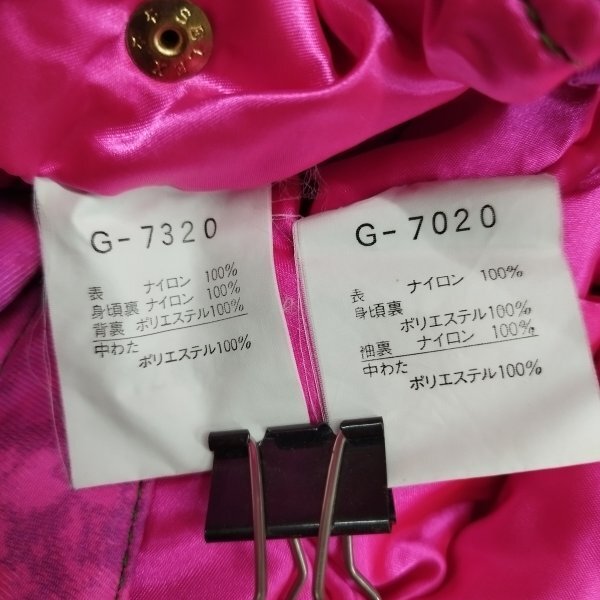 G-7320
表 ナイロン 100%
身頃裏 ナイロン 100%
背裏 ポリエステル100%
中わた
ポリエステル100%
G-7020
表 ナイロン 100%
身頃裏
ポリエステル100%
袖裏 ナイロン 100%
中わた
ポリエステル100%